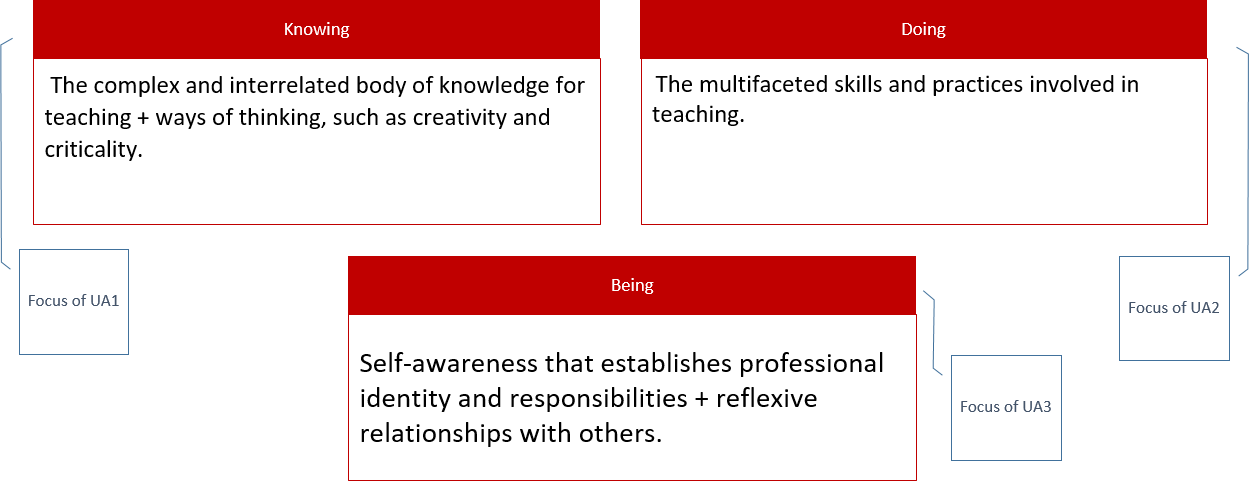 Knowing
The complex and interrelated body of knowledge for
teaching + ways of thinking, such as creativity and
criticality.
Doing
The multifaceted skills and practices involved in
teaching.
Focus of UA1
Being
Self-awareness that establishes professional
identity and responsibilities + reflexive
relationships with others.
Focus of UA2
Focus of UA3